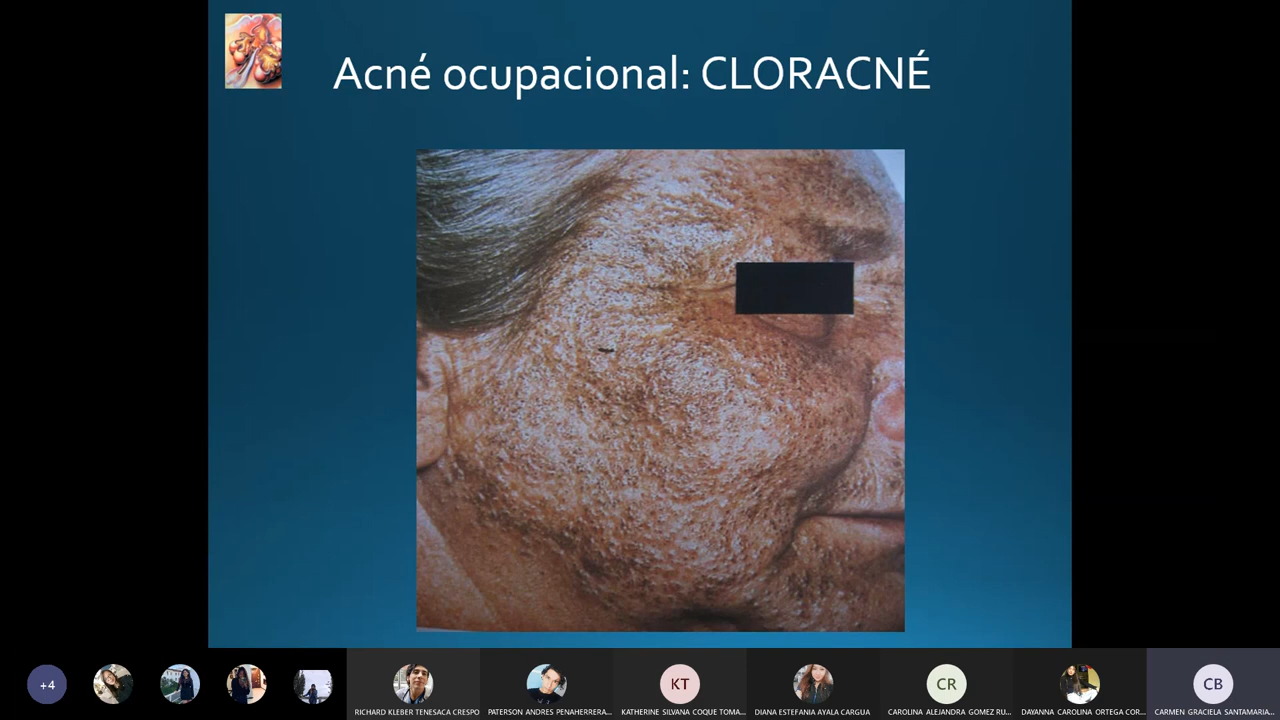 Acné ocupacional: CLORACNÉ
+4
RICHARD KLEBER TENESACA CRESPO
PATERSON ANDRES PEÑAHERRERA...
KT
KATHERINE SILVANA COQUE TOMA...
DIANA ESTEFANIA AYALA CARGUA
CR
CAROLINA ALEJANDRA GOMEZ RU...
DAYANNA CAROLINA ORTEGA COR...
CB
CARMEN GRACIELA SANTAMARIA...